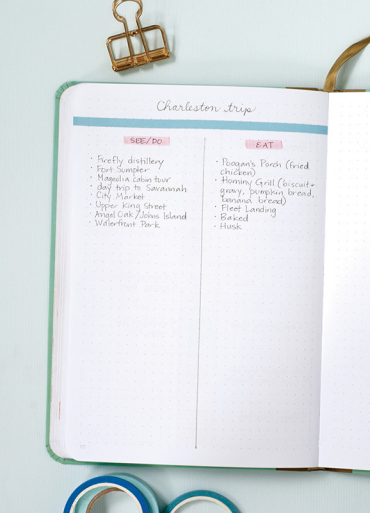 Charleston trip
SEE/DO
· Firefly distillery
· Fort Sumpter
· Magnolia cabin tour
· day trip to Savannah
· City Market
· Upper King Street
· Angel Oak/Johns Island
· Waterfront Park
EAT
· Poogan's Porch (fried
chicken)
· Hominy Grill (biscuit+
gravy, pumpkin bread,
banana bread)
· Fleet Landing
· Baked
· Husk